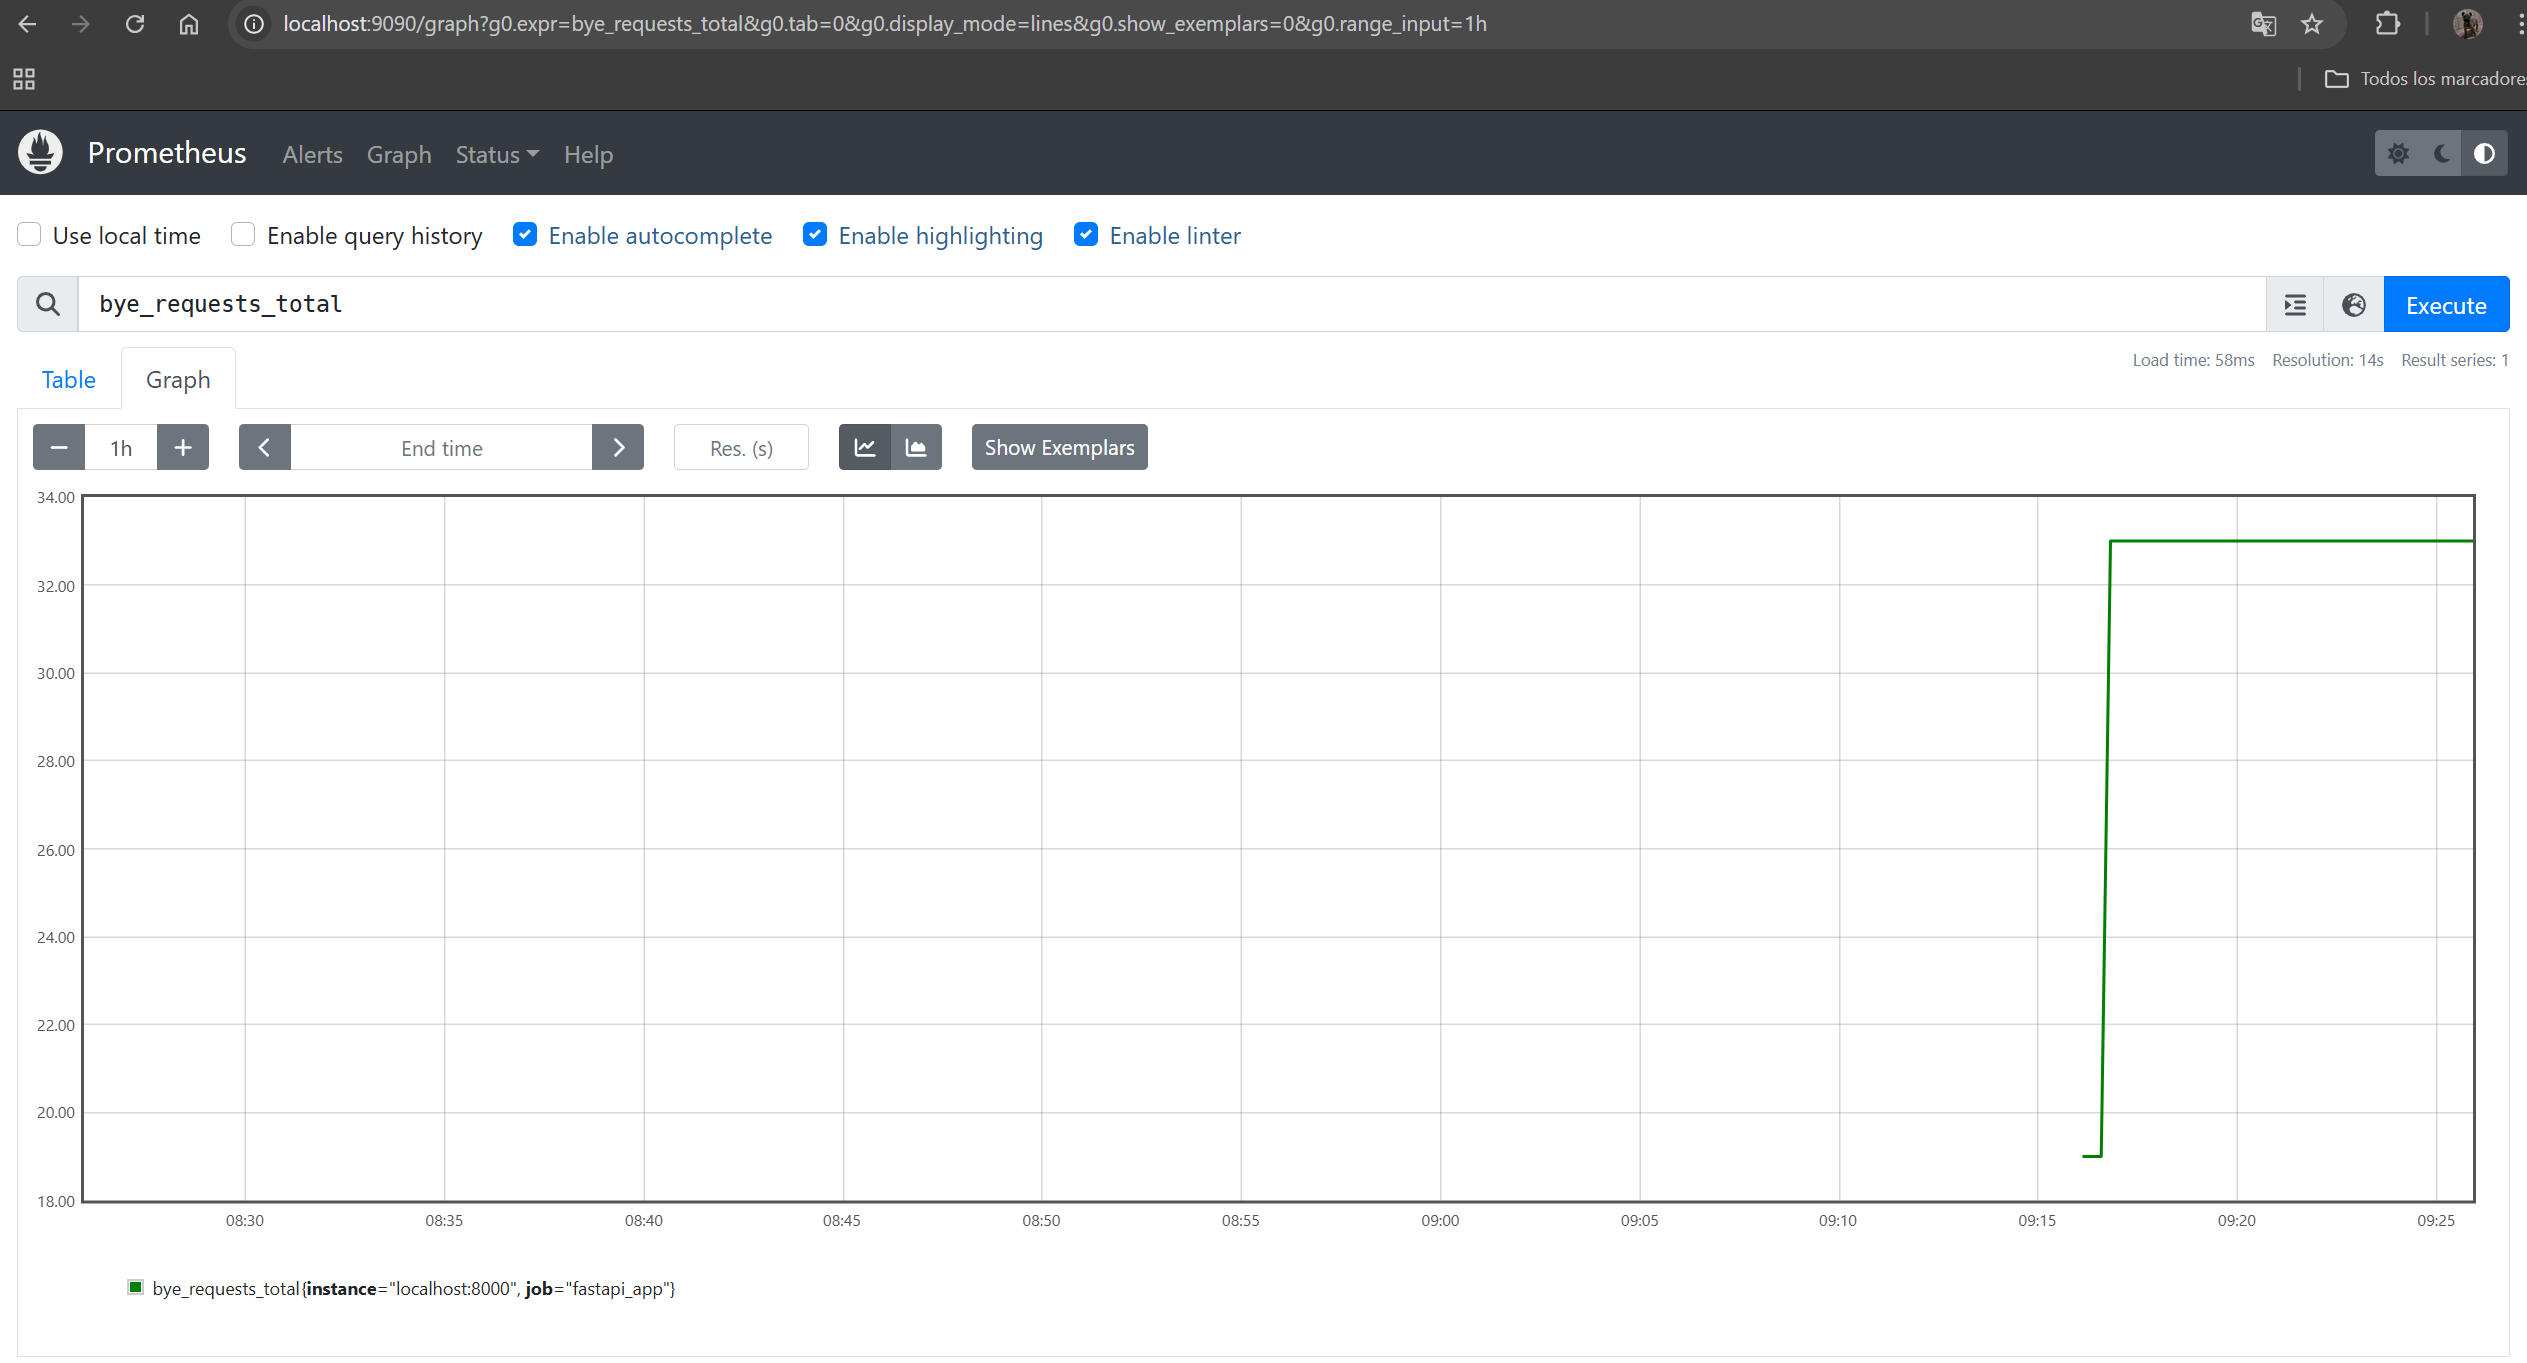 localhost:9090/graph?g0.expr=bye_requests_total&g0.tab=0&g0.display_mode=lines&g0.show_exemplars=0&g0.range_input=1h
Todos los marcadores
Prometheus Alerts Graph Status Help
Use local time Enable query history Enable autocomplete Enable highlighting Enable linter
bye_requests_total Execute
Load time: 58ms Resolution: 14s Result series: 1
Table Graph
1h End time Res. (s) Show Exemplars
34.00
32.00
30.00
28.00
26.00
24.00
22.00
20.00
18.00
08:30 08:35 08:40 08:45 08:50 08:55 09:00 09:05 09:10 09:15 09:20 09:25
bye_requests_total{instance="localhost:8000", job="fastapi_app"}